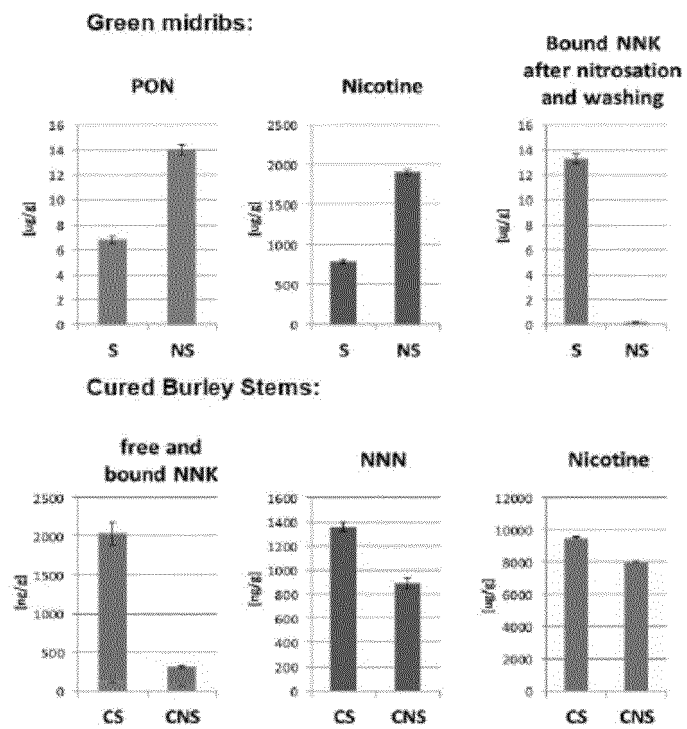 Green midribs:
PON
Nicotine
Bound NNK
after nitrosation
and washing
16
14
12
10
8
6
4
2
0
[ug/g]
S NS
2500
2000
1500
1000
500
0
[ug/g]
S NS
16
14
12
10
8
6
4
2
0
[ug/g]
S NS
Cured Burley Stems:
free and
bound NNK
NNN
Nicotine
2500
2000
1500
1000
500
0
[ng/g]
CS CNS
1600
1400
1200
1000
800
600
400
200
0
[ng/g]
CS CNS
12000
10000
8000
6000
4000
2000
0
[ug/g]
CS CNS